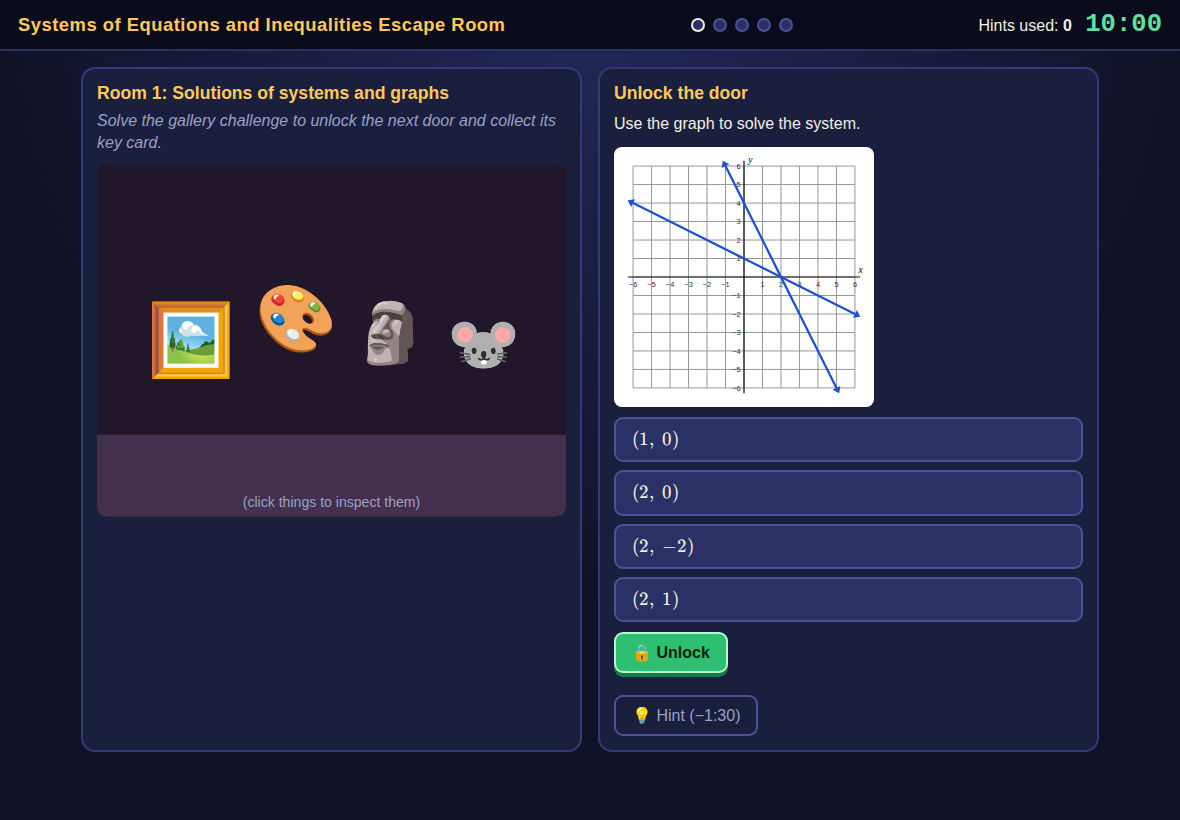 Systems of Equations and Inequalities Escape Room
Hints used: 0 10:00
Room 1: Solutions of systems and graphs
Solve the gallery challenge to unlock the next door and collect its
key card.
(click things to inspect them)
Unlock the door
Use the graph to solve the system.
y
6
5
4
3
2
1
−6 −5 −4 −3 −2 −1 1 2 3 4 5 6 x
−1
−2
−3
−4
−5
−6
(1, 0)
(2, 0)
(2, −2)
(2, 1)
🔒 Unlock
💡 Hint (−1:30)